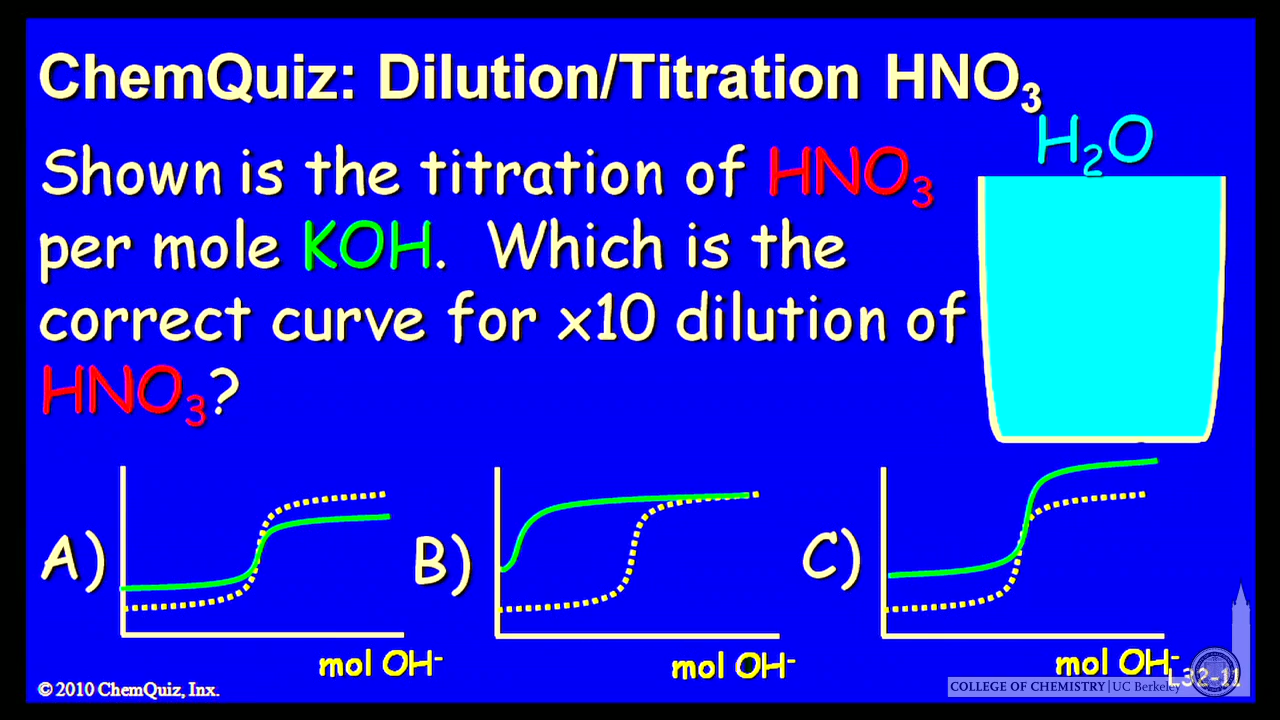 ChemQuiz: Dilution/Titration HNO₃
H₂O
Shown is the titration of HNO₃
per mole KOH. Which is the
correct curve for x10 dilution of
HNO₃?
A)
B)
C)
mol OH⁻
mol OH⁻
mol OH⁻
L32-11
© 2010 ChemQuiz, Inx.
COLLEGE OF CHEMISTRY | UC Berkeley